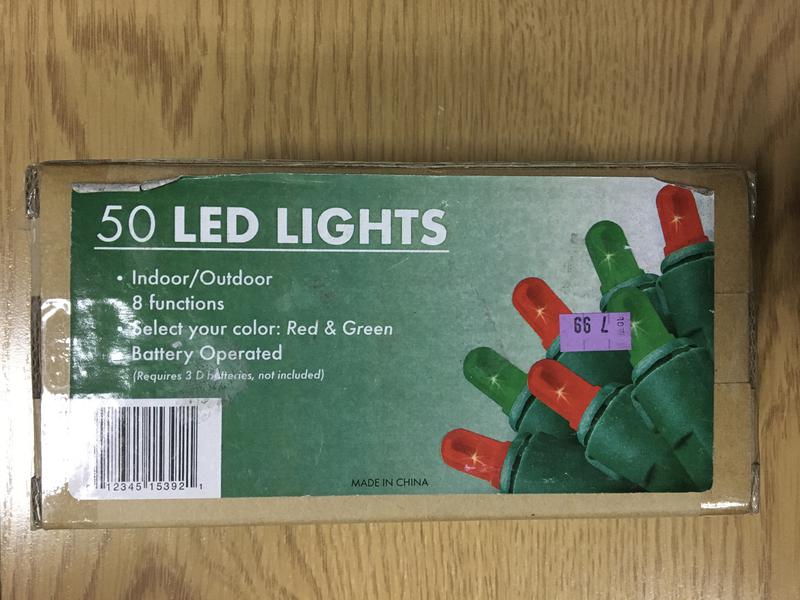 50 LED LIGHTS
• Indoor/Outdoor
8 functions
• Select your color: Red & Green
Battery Operated
(Requires 3 D batteries, not included)
7 99
MADE IN CHINA
12345 15392 1